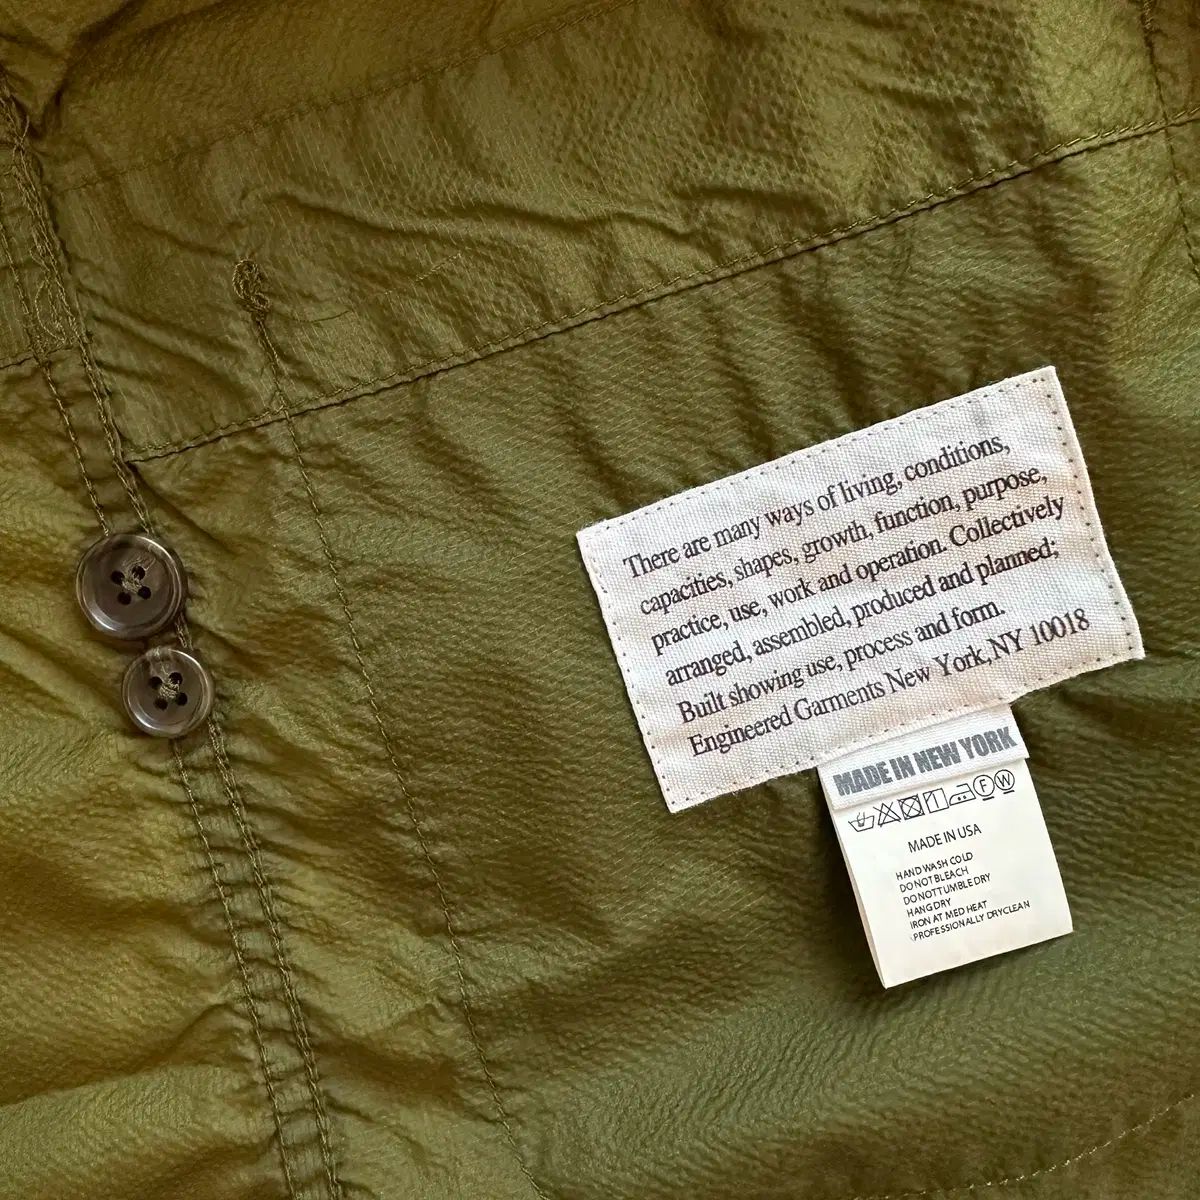 There are many ways of living, conditions,
capacities, shapes, growth, function, purpose,
practice, use, work and operation. Collectively
arranged, assembled, produced and planned;
Built showing use, process and form.
Engineered Garments New York, NY 10018
MADE IN NEW YORK
F W
MADE IN USA
HAND WASH COLD
DO NOT BLEACH
DO NOT TUMBLE DRY
HANG DRY
IRON AT MED HEAT
PROFESSIONALLY DRYCLEAN